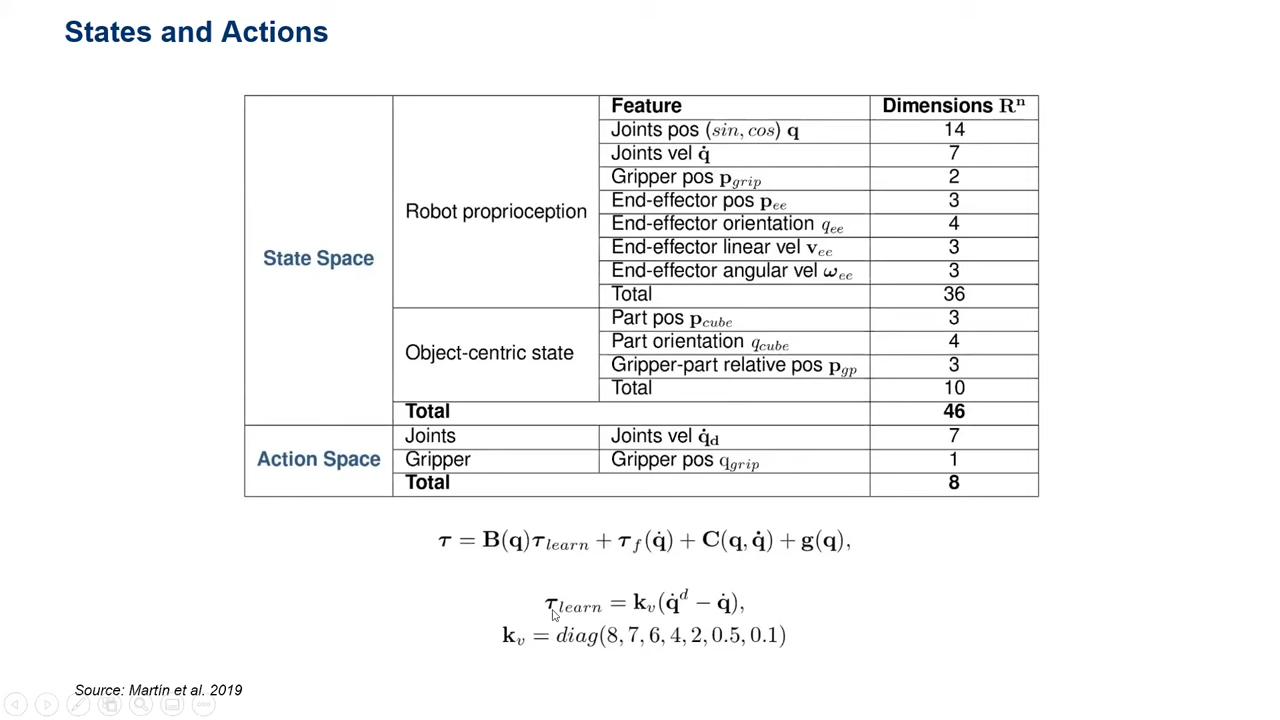 States and Actions
Feature Dimensions Rⁿ
Joints pos (sin, cos) q 14
Joints vel q̇ 7
Gripper pos p_grip 2
Robot proprioception
End-effector pos p_ee 3
End-effector orientation q_ee 4
End-effector linear vel v_ee 3
State Space
End-effector angular vel ω_ee 3
Total 36
Part pos p_cube 3
Object-centric state
Part orientation q_cube 4
Gripper-part relative pos p_gp 3
Total 10
Total 46
Action Space
Joints Joints vel q̇_d 7
Gripper Gripper pos q_grip 1
Total 8
τ = B(q)τ_learn + τ_f(q̇) + C(q, q̇) + g(q),
τ_learn = k_v(q̇^d − q̇),
k_v = diag(8, 7, 6, 4, 2, 0.5, 0.1)
Source: Martín et al. 2019